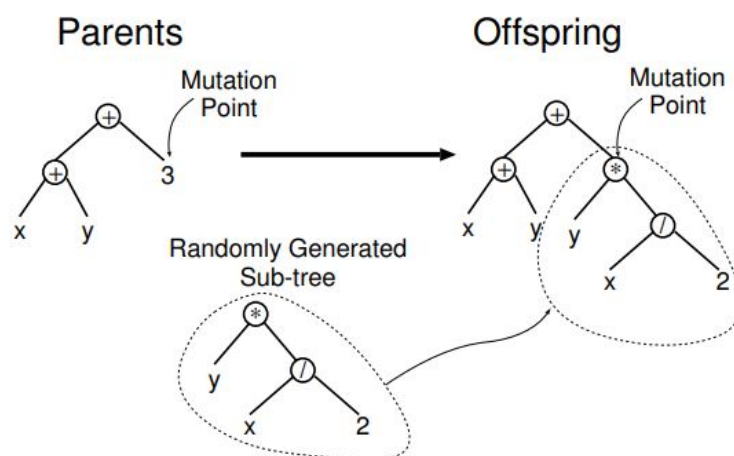 Parents
Offspring
Mutation
Point
+
+
3
x
y
Mutation
Point
+
+
*
x
y
y
/
x
2
Randomly Generated
Sub-tree
*
y
/
x
2